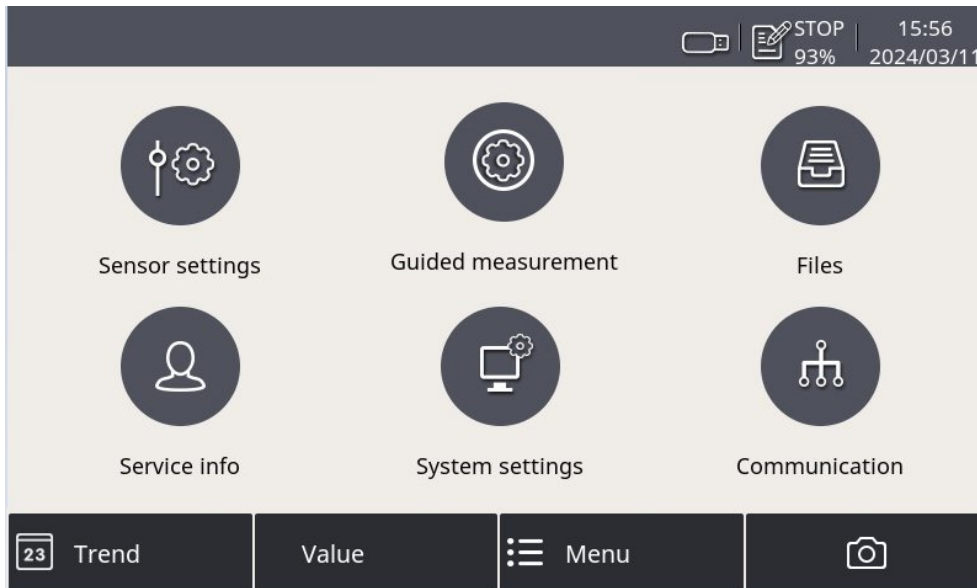 STOP 15:56
93% 2024/03/11
Sensor settings
Guided measurement
Files
Service info
System settings
Communication
23 Trend
Value
Menu